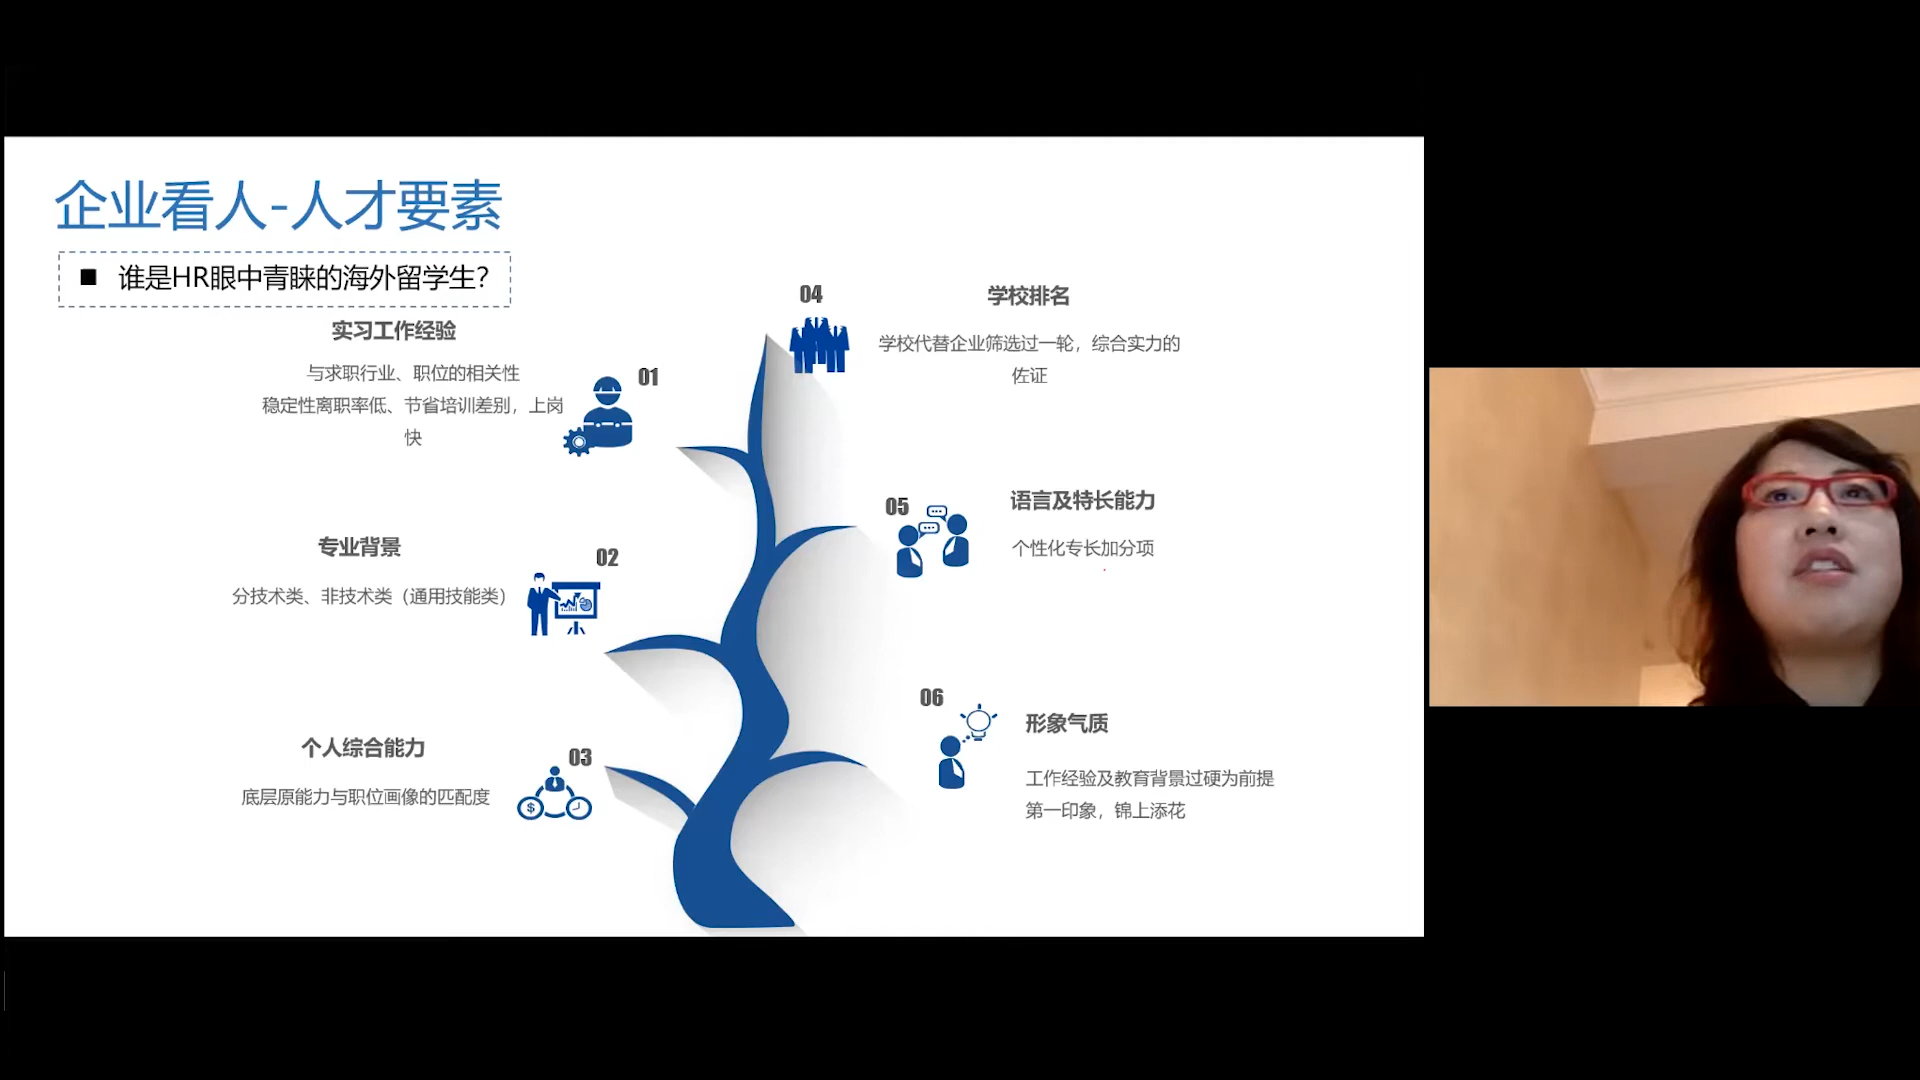 企业看人-人才要素
■ 谁是HR眼中青睐的海外留学生?
实习工作经验
与求职行业、职位的相关性
稳定性离职率低、节省培训差别，上岗
快
01
专业背景
分技术类、非技术类（通用技能类）
02
个人综合能力
底层原能力与职位画像的匹配度
03
04
学校排名
学校代替企业筛选过一轮，综合实力的
佐证
05
语言及特长能力
个性化专长加分项
06
形象气质
工作经验及教育背景过硬为前提
第一印象，锦上添花